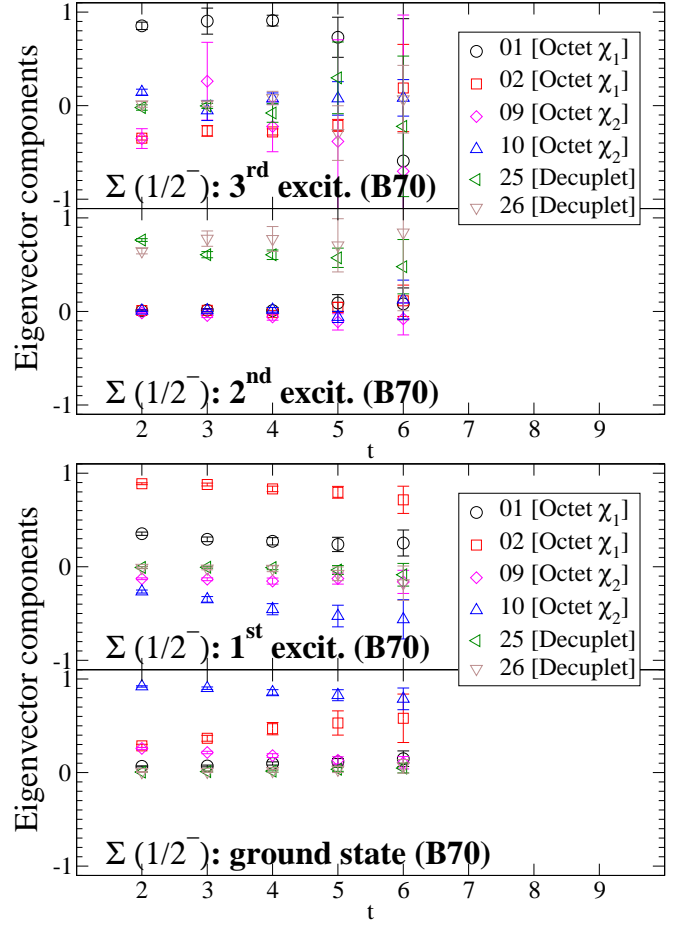 Eigenvector components
1
0
-1
Σ (1/2⁻): 3ʳᵈ excit. (B70)
01 [Octet χ₁]
02 [Octet χ₁]
09 [Octet χ₂]
10 [Octet χ₂]
25 [Decuplet]
26 [Decuplet]
1
0
-1
Σ (1/2⁻): 2ⁿᵈ excit. (B70)
2 3 4 5 6 7 8 9
t
Eigenvector components
1
0
-1
Σ (1/2⁻): 1ˢᵗ excit. (B70)
01 [Octet χ₁]
02 [Octet χ₁]
09 [Octet χ₂]
10 [Octet χ₂]
25 [Decuplet]
26 [Decuplet]
1
0
-1
Σ (1/2⁻): ground state (B70)
2 3 4 5 6 7 8 9
t